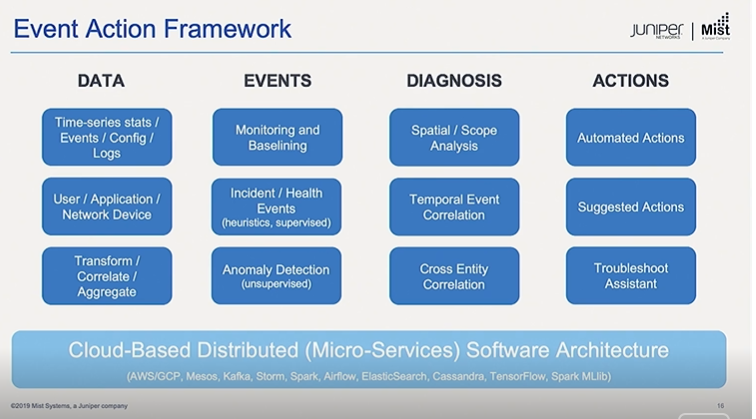 Event Action Framework
JUNIPER
NETWORKS
Mist
A Juniper Company
DATA
EVENTS
DIAGNOSIS
ACTIONS
Time-series stats /
Events / Config /
Logs
Monitoring and
Baselining
Spatial / Scope
Analysis
Automated Actions
User / Application /
Network Device
Incident / Health
Events
(heuristics, supervised)
Temporal Event
Correlation
Suggested Actions
Transform /
Correlate /
Aggregate
Anomaly Detection
(unsupervised)
Cross Entity
Correlation
Troubleshoot
Assistant
Cloud-Based Distributed (Micro-Services) Software Architecture
(AWS/GCP, Mesos, Kafka, Storm, Spark, Airflow, ElasticSearch, Cassandra, TensorFlow, Spark MLlib)
©2019 Mist Systems, a Juniper company
16